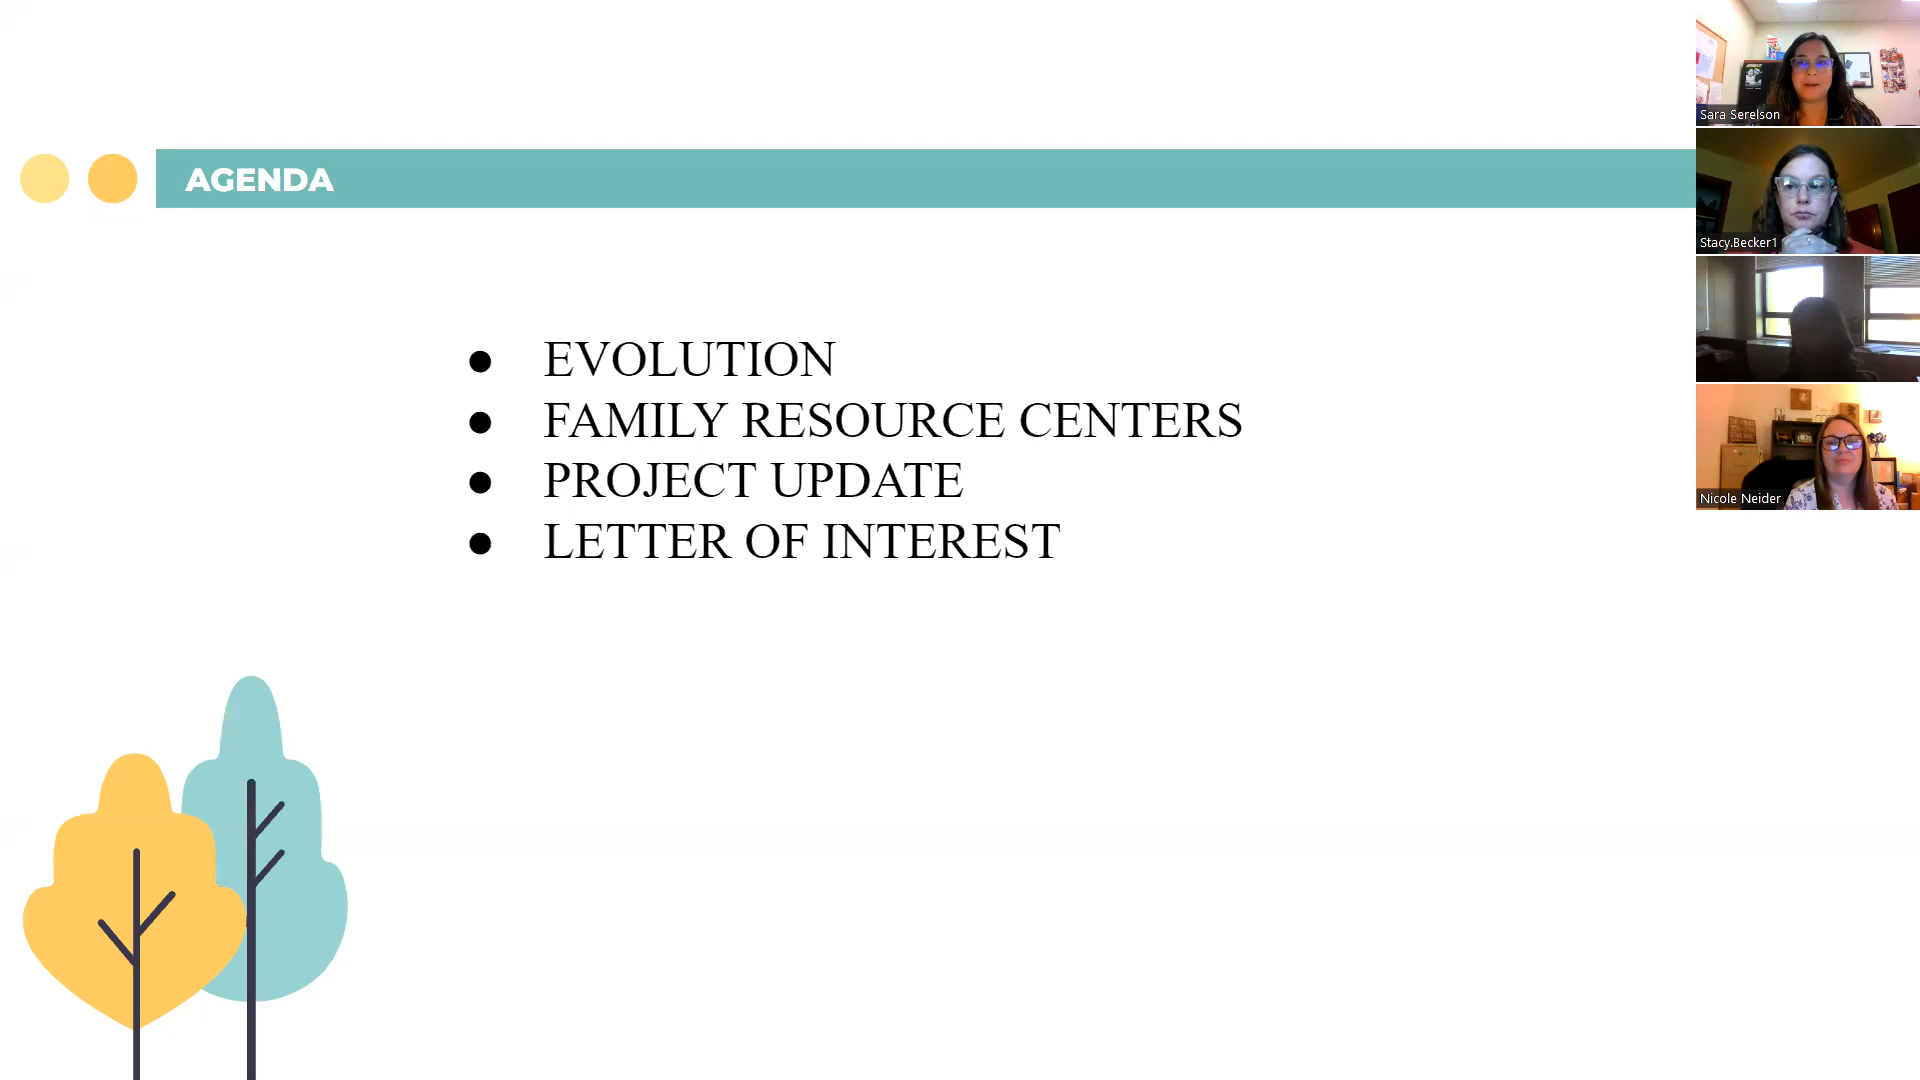 AGENDA
● EVOLUTION
● FAMILY RESOURCE CENTERS
● PROJECT UPDATE
● LETTER OF INTEREST
Sara Serelson
Stacy.Becker1
Nicole Neider